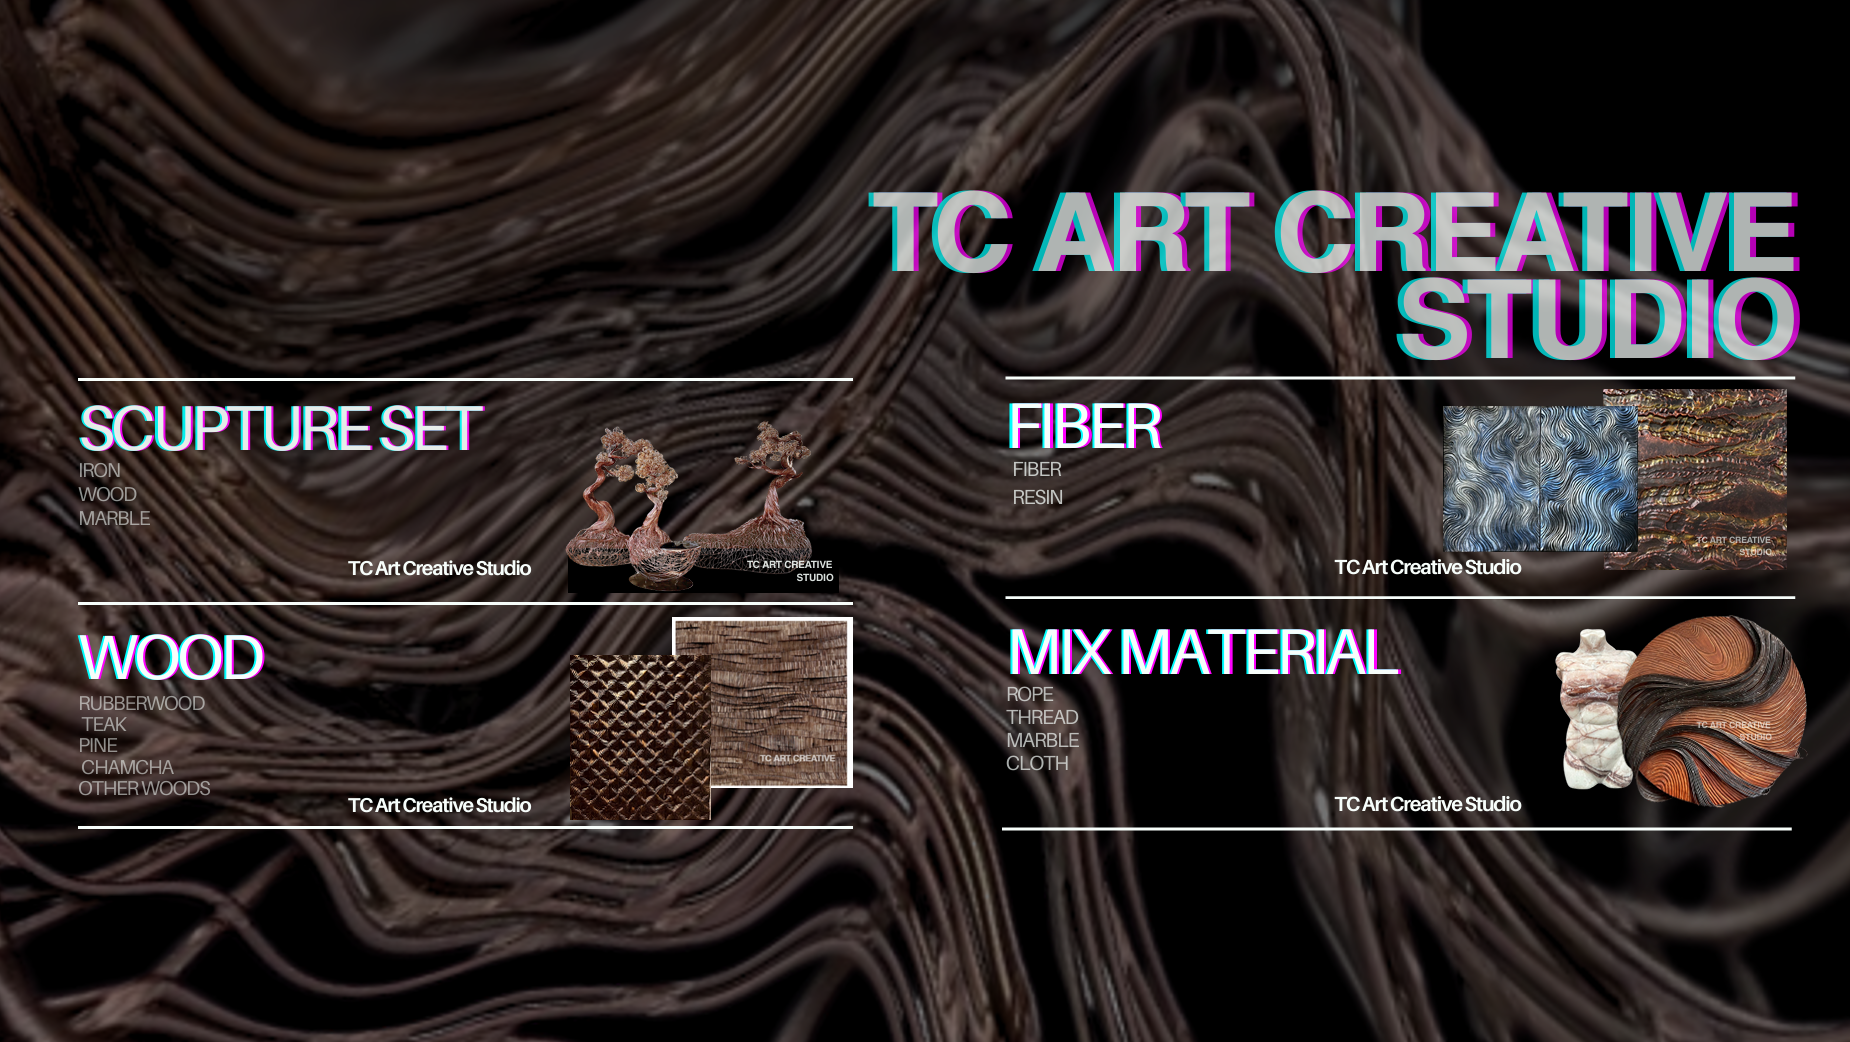 TC ART CREATIVE
STUDIO
SCUPTURE SET
IRON
WOOD
MARBLE
TC Art Creative Studio
TC ART CREATIVE
STUDIO
WOOD
RUBBERWOOD
TEAK
PINE
CHAMCHA
OTHER WOODS
TC Art Creative Studio
TC ART CREATIVE
FIBER
FIBER
RESIN
TC Art Creative Studio
TC ART CREATIVE
STUDIO
MIX MATERIAL
ROPE
THREAD
MARBLE
CLOTH
TC Art Creative Studio
TC ART CREATIVE
STUDIO